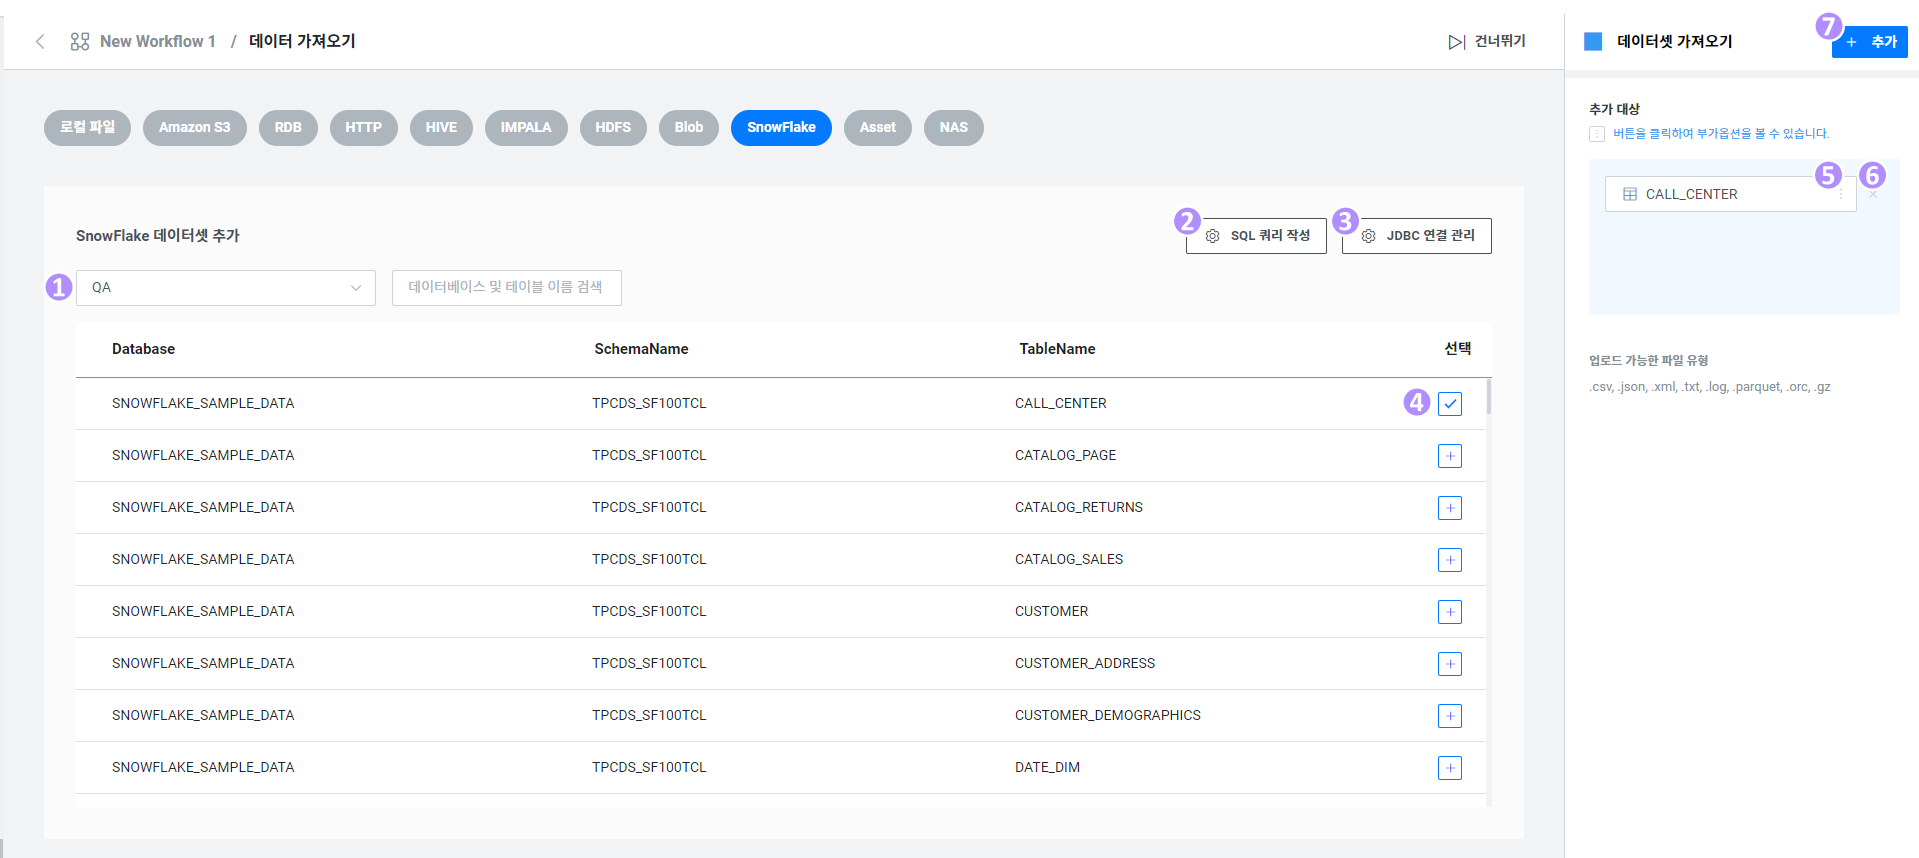 New Workflow 1 / 데이터 가져오기
건너뛰기
데이터셋 가져오기
7
+ 추가
로컬 파일
Amazon S3
RDB
HTTP
HIVE
IMPALA
HDFS
Blob
SnowFlake
Asset
NAS
추가 대상
버튼을 클릭하여 부가옵션을 볼 수 있습니다.
5
6
CALL_CENTER
업로드 가능한 파일 유형
.csv, .json, .xml, .txt, .log, .parquet, .orc, .gz
SnowFlake 데이터셋 추가
2
SQL 쿼리 작성
3
JDBC 연결 관리
1
QA
데이터베이스 및 테이블 이름 검색
Database SchemaName TableName 선택
SNOWFLAKE_SAMPLE_DATA TPCDS_SF100TCL CALL_CENTER 4
SNOWFLAKE_SAMPLE_DATA TPCDS_SF100TCL CATALOG_PAGE
SNOWFLAKE_SAMPLE_DATA TPCDS_SF100TCL CATALOG_RETURNS
SNOWFLAKE_SAMPLE_DATA TPCDS_SF100TCL CATALOG_SALES
SNOWFLAKE_SAMPLE_DATA TPCDS_SF100TCL CUSTOMER
SNOWFLAKE_SAMPLE_DATA TPCDS_SF100TCL CUSTOMER_ADDRESS
SNOWFLAKE_SAMPLE_DATA TPCDS_SF100TCL CUSTOMER_DEMOGRAPHICS
SNOWFLAKE_SAMPLE_DATA TPCDS_SF100TCL DATE_DIM